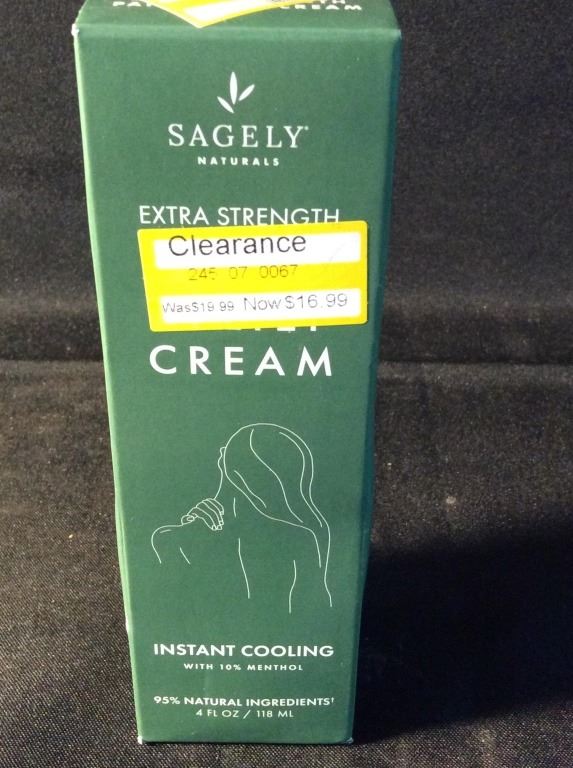 CREAM
SAGELY
NATURALS
EXTRA STRENGTH
Clearance
245 07 0067
Was$19.99 Now$16.99
CREAM
INSTANT COOLING
WITH 10% MENTHOL
95% NATURAL INGREDIENTS†
4 FL OZ / 118 ML